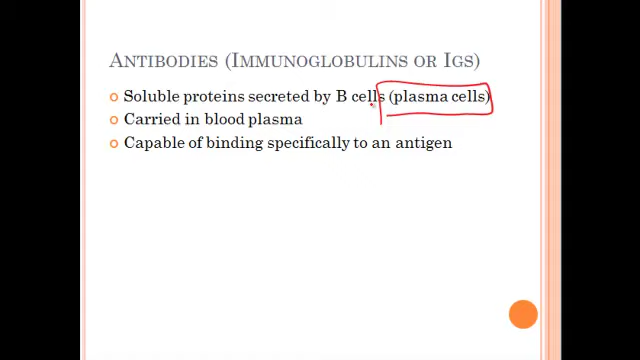 ANTIBODIES (IMMUNOGLOBULINS OR IGS)
Soluble proteins secreted by B cells (plasma cells)
Carried in blood plasma
Capable of binding specifically to an antigen